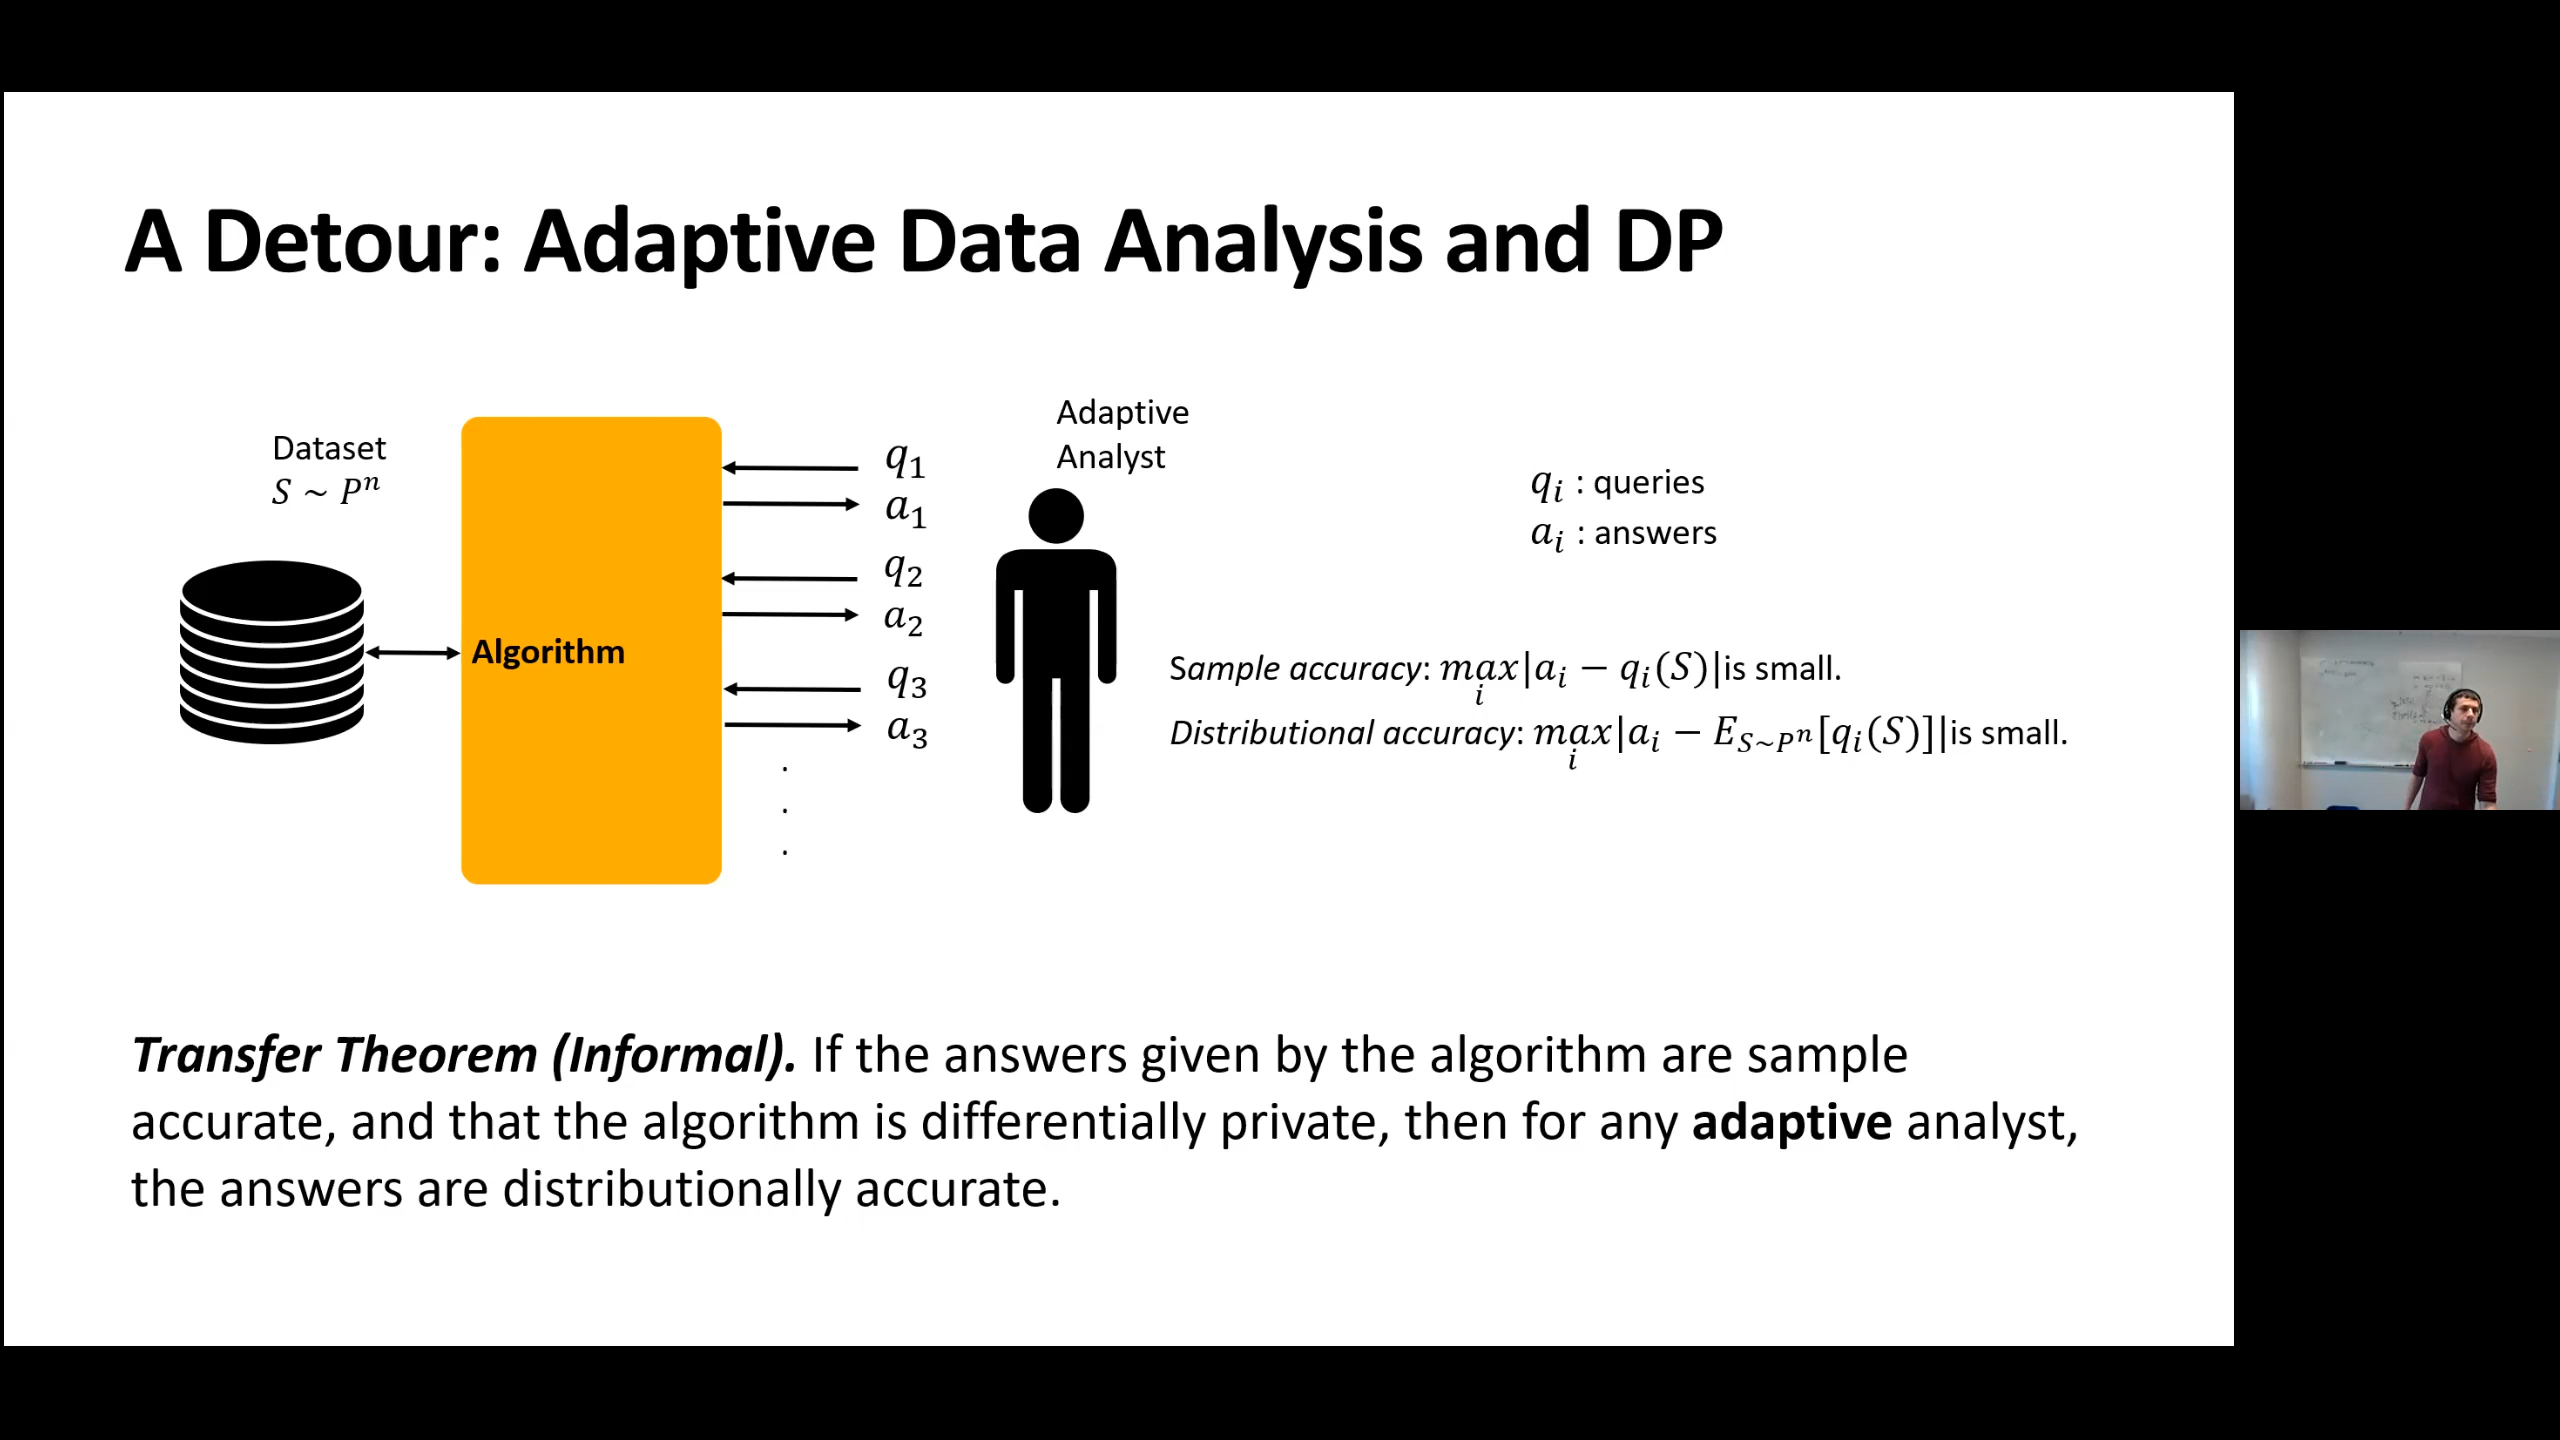 A Detour: Adaptive Data Analysis and DP
Dataset
S ~ Pⁿ
Algorithm
q₁
a₁
q₂
a₂
q₃
a₃
.
.
.
Adaptive
Analyst
qᵢ : queries
aᵢ : answers
Sample accuracy: max|aᵢ − qᵢ(S)|is small.
i
Distributional accuracy: max|aᵢ − E_{S~Pⁿ}[qᵢ(S)]|is small.
i
Transfer Theorem (Informal). If the answers given by the algorithm are sample
accurate, and that the algorithm is differentially private, then for any adaptive analyst,
the answers are distributionally accurate.